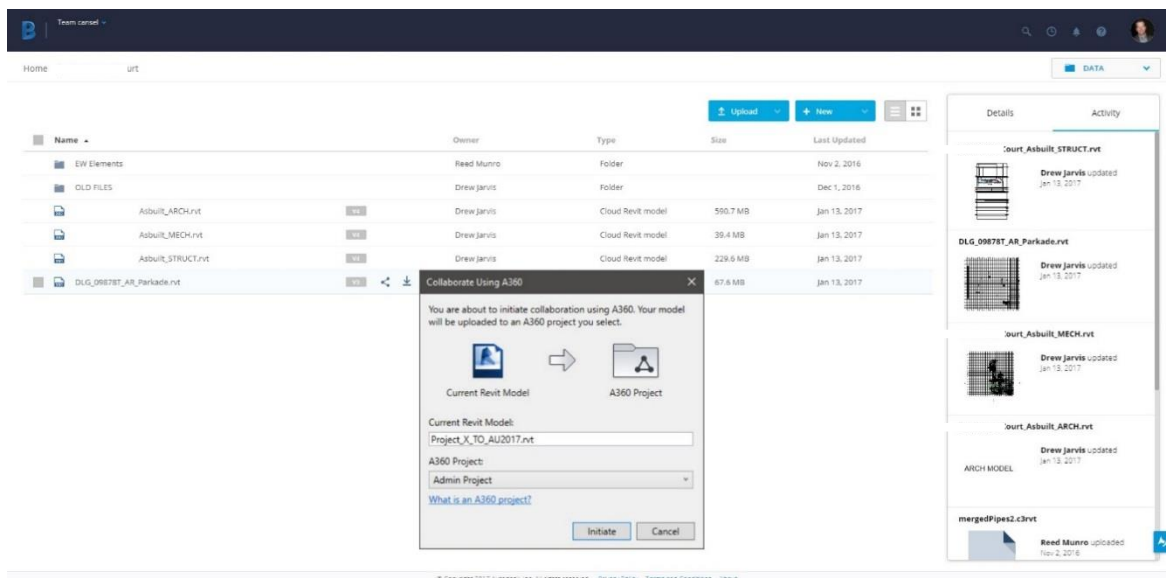 Team cansel
Home urt
DATA
Upload
+ New
Details Activity
Name Owner Type Size Last Updated
EW Elements Reed Munro Folder Nov 2, 2016
OLD FILES Drew Jarvis Folder Dec 1, 2016
Asbuilt_ARCH.rvt Drew Jarvis Cloud Revit model 590.7 MB Jan 13, 2017
Asbuilt_MECH.rvt Drew Jarvis Cloud Revit model 39.4 MB Jan 13, 2017
Asbuilt_STRUCT.rvt Drew Jarvis Cloud Revit model 229.6 MB Jan 13, 2017
DLG_09878T_AR_Parkade.rvt 67.6 MB Jan 13, 2017
Collaborate Using A360
You are about to initiate collaboration using A360. Your model
will be uploaded to an A360 project you select.
Current Revit Model A360 Project
Current Revit Model:
Project_X_TO_AU2017.rvt
A360 Project:
Admin Project
What is an A360 project?
Initiate Cancel
Court_Asbuilt_STRUCT.rvt
Drew Jarvis updated
Jan 13, 2017
DLG_09878T_AR_Parkade.rvt
Drew Jarvis updated
Jan 13, 2017
ourt_Asbuilt_MECH.rvt
Drew Jarvis updated
Jan 13, 2017
ourt_Asbuilt_ARCH.rvt
Drew Jarvis updated
Jan 13, 2017
ARCH MODEL
mergedPipes2.c3rvt
Reed Munro uploaded
Nov 2, 2016